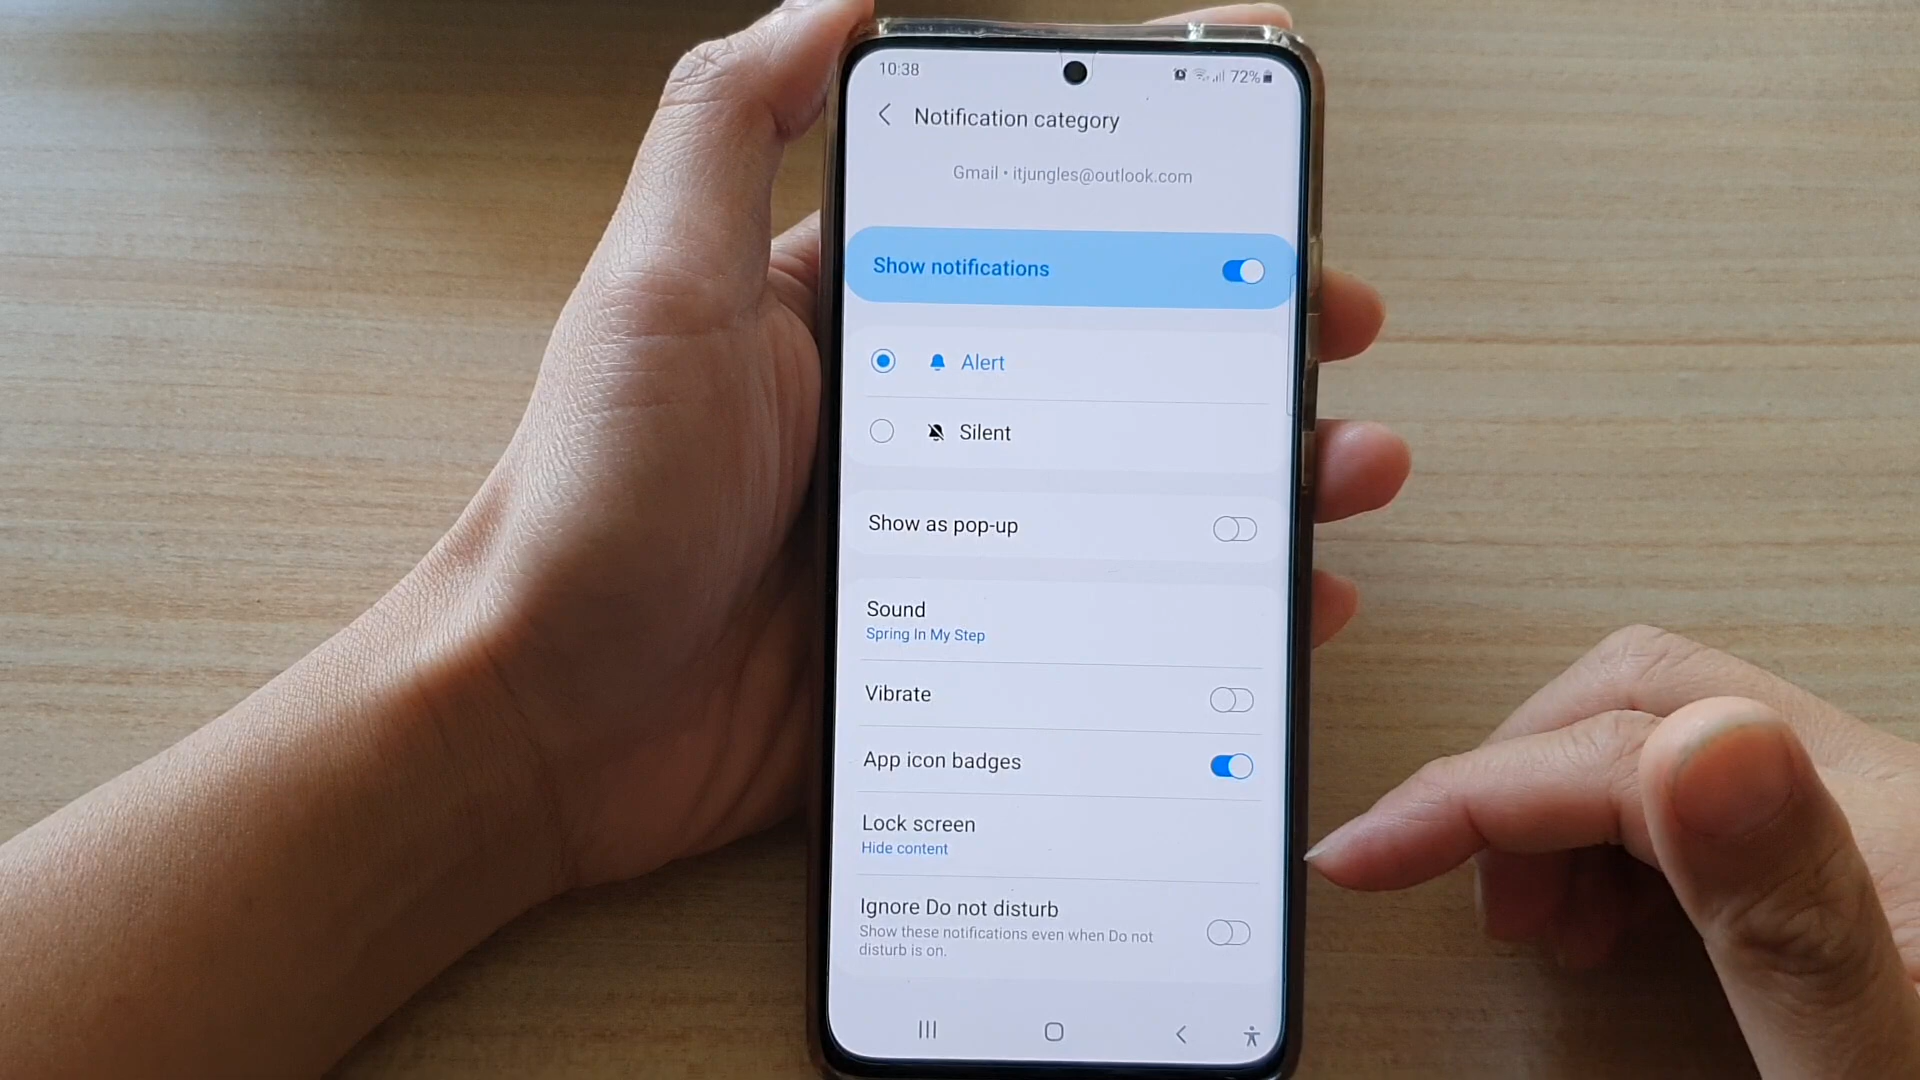 10:38
72%
Notification category
Gmail • itjungles@outlook.com
Show notifications
Alert
Silent
Show as pop-up
Sound
Spring In My Step
Vibrate
App icon badges
Lock screen
Hide content
Ignore Do not disturb
Show these notifications even when Do not
disturb is on.